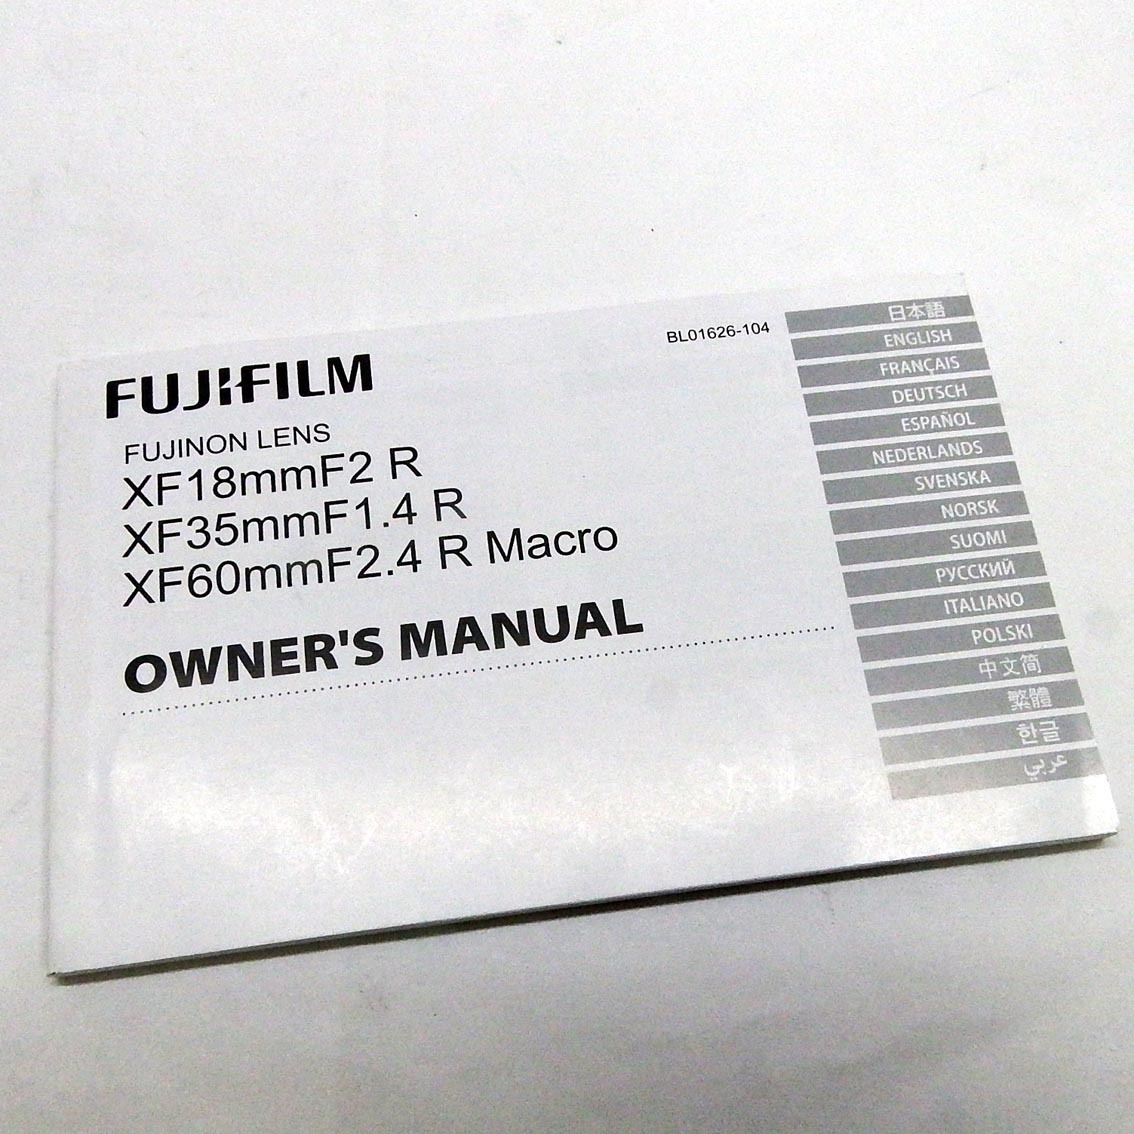 FUJIFILM
BL01626-104
FUJINON LENS
XF18mmF2 R
XF35mmF1.4 R
XF60mmF2.4 R Macro
OWNER'S MANUAL
日本語
ENGLISH
FRANÇAIS
DEUTSCH
ESPAÑOL
NEDERLANDS
SVENSKA
NORSK
SUOMI
РУССКИЙ
ITALIANO
POLSKI
中文简
繁體
한글
عربي